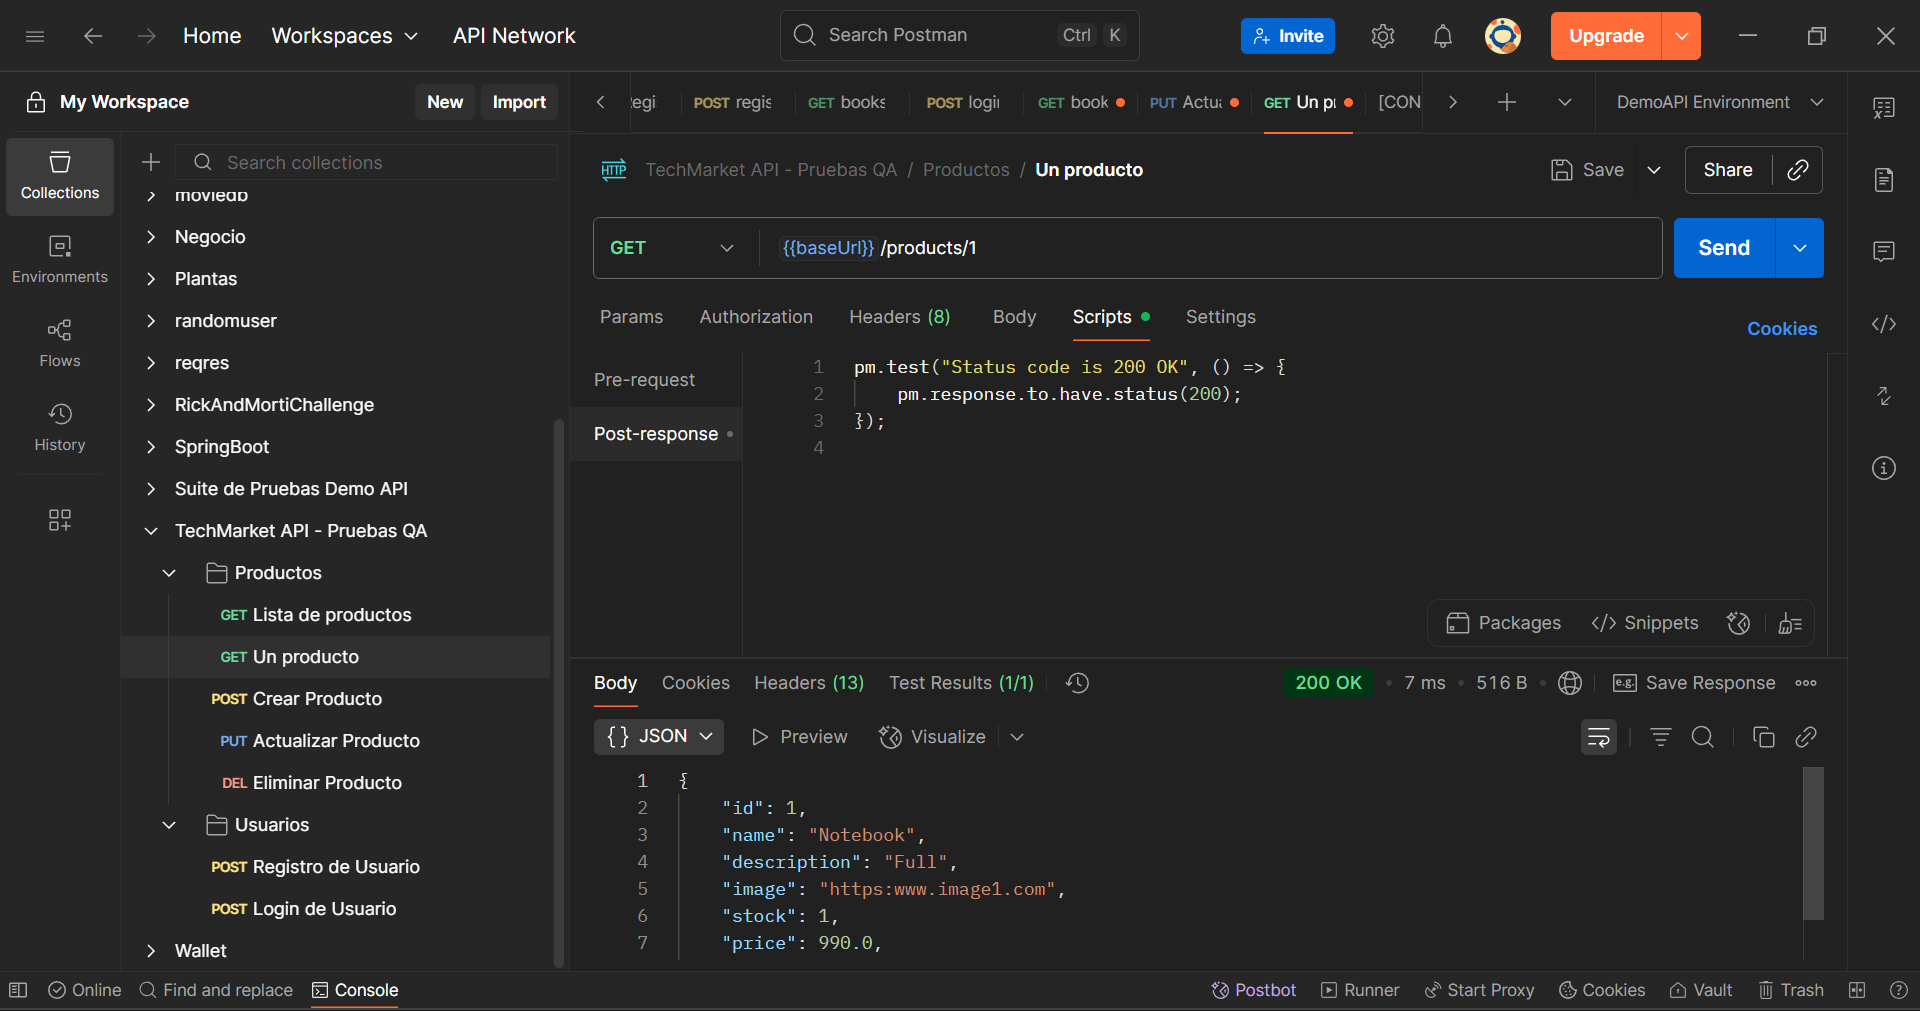 Home
Workspaces
API Network
Search Postman
Ctrl K
Invite
Upgrade
My Workspace
New
Import
POST regis
GET books
POST logi
GET book
PUT Actu
GET Un p
[CON
DemoAPI Environment
Collections
Environments
Flows
History
Search collections
moviedb
Negocio
Plantas
randomuser
reqres
RickAndMortiChallenge
SpringBoot
Suite de Pruebas Demo API
TechMarket API - Pruebas QA
Productos
GET Lista de productos
GET Un producto
POST Crear Producto
PUT Actualizar Producto
DEL Eliminar Producto
Usuarios
POST Registro de Usuario
POST Login de Usuario
Wallet
HTTP TechMarket API - Pruebas QA / Productos / Un producto
Save
Share
GET
{{baseUrl}} /products/1
Send
Params
Authorization
Headers (8)
Body
Scripts
Settings
Cookies
Pre-request
Post-response
1 pm.test("Status code is 200 OK", () => {
2 pm.response.to.have.status(200);
3 });
4
Packages
</> Snippets
Body
Cookies
Headers (13)
Test Results (1/1)
200 OK
7 ms
516 B
e.g. Save Response
{} JSON
Preview
Visualize
1 {
2 "id": 1,
3 "name": "Notebook",
4 "description": "Full",
5 "image": "https:www.image1.com",
6 "stock": 1,
7 "price": 990.0,
Online
Find and replace
Console
Postbot
Runner
Start Proxy
Cookies
Vault
Trash